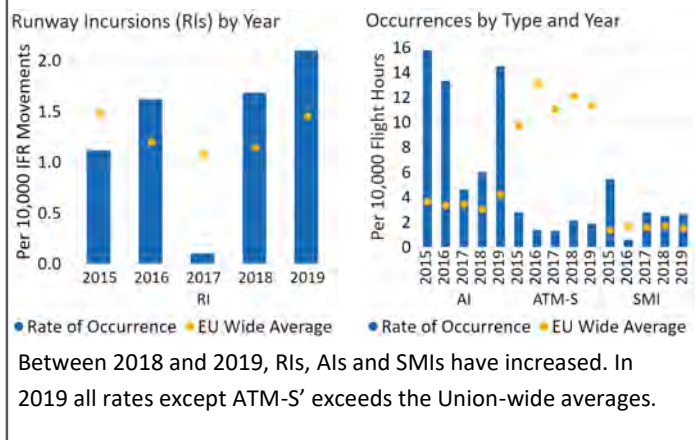 Runway Incursions (RIs) by Year
Per 10,000 IFR Movements
2.0
1.5
1.0
0.5
0.0
2015 2016 2017 2018 2019
RI
• Rate of Occurrence • EU Wide Average
Occurrences by Type and Year
Per 10,000 Flight Hours
16
14
12
10
8
6
4
2
0
2015 2016 2017 2018 2019 2015 2016 2017 2018 2019 2015 2016 2017 2018 2019
AI ATM-S SMI
• Rate of Occurrence • EU Wide Average
Between 2018 and 2019, RIs, AIs and SMIs have increased. In
2019 all rates except ATM-S’ exceeds the Union-wide averages.